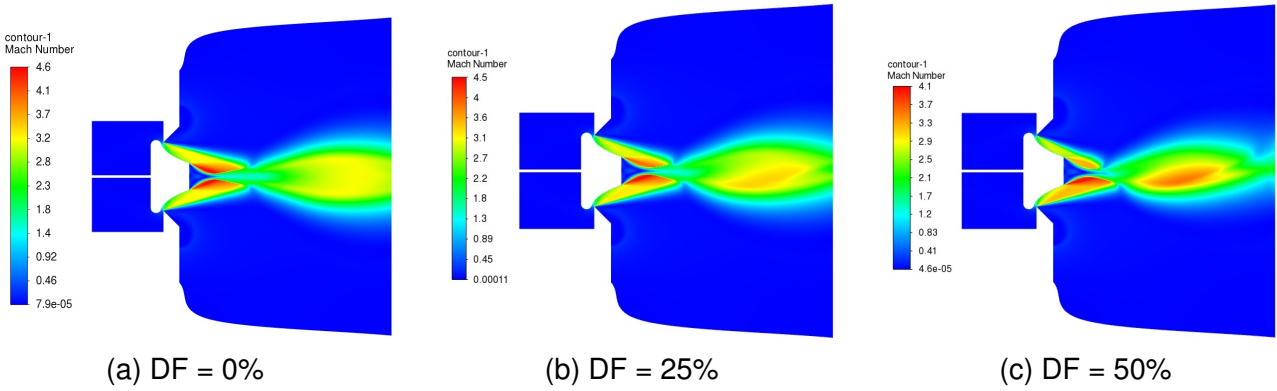 contour-1
Mach Number
4.6
4.1
3.7
3.2
2.8
2.3
1.8
1.4
0.92
0.46
7.9e-05
(a) DF = 0%
contour-1
Mach Number
4.5
4
3.6
3.1
2.7
2.2
1.8
1.3
0.89
0.45
0.00011
(b) DF = 25%
contour-1
Mach Number
4.1
3.7
3.3
2.9
2.5
2.1
1.7
1.2
0.83
0.41
4.6e-05
(c) DF = 50%